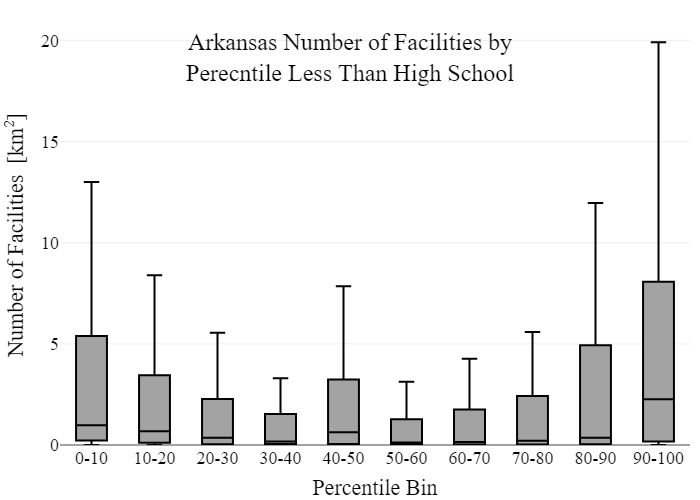 Arkansas Number of Facilities by
Perecntile Less Than High School
Number of Facilities [km²]
20
15
10
5
0
0-10 10-20 20-30 30-40 40-50 50-60 60-70 70-80 80-90 90-100
Percentile Bin